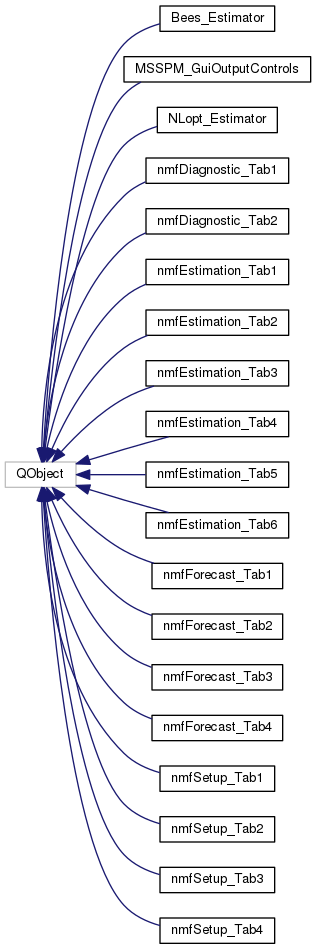 Bees_Estimator
MSSPM_GuiOutputControls
NLopt_Estimator
nmfDiagnostic_Tab1
nmfDiagnostic_Tab2
nmfEstimation_Tab1
nmfEstimation_Tab2
nmfEstimation_Tab3
nmfEstimation_Tab4
QObject
nmfEstimation_Tab5
nmfEstimation_Tab6
nmfForecast_Tab1
nmfForecast_Tab2
nmfForecast_Tab3
nmfForecast_Tab4
nmfSetup_Tab1
nmfSetup_Tab2
nmfSetup_Tab3
nmfSetup_Tab4